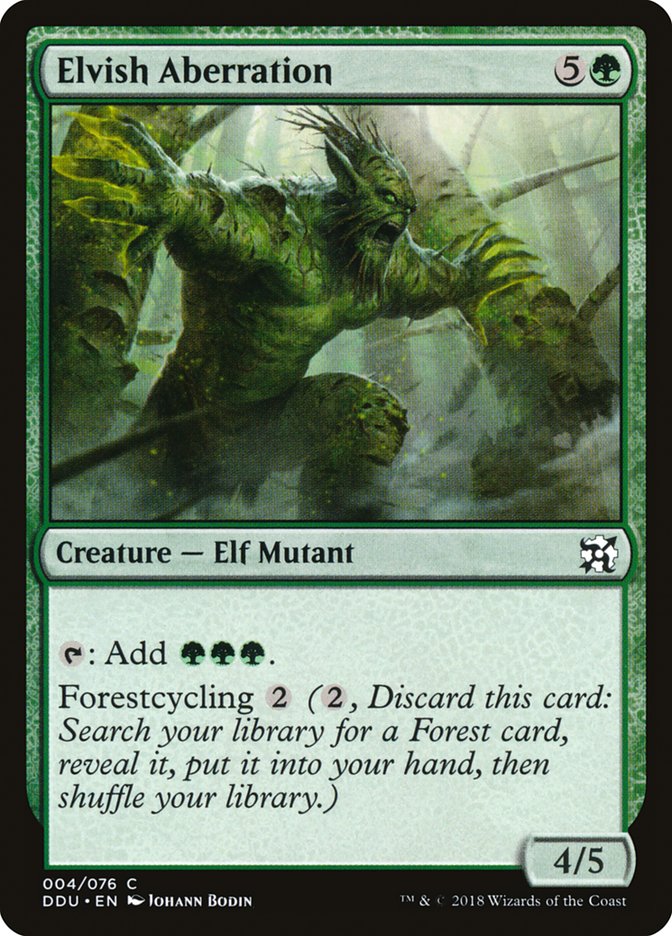 Elvish Aberration 5
Creature — Elf Mutant
: Add .
Forestcycling 2 (2, Discard this card:
Search your library for a Forest card,
reveal it, put it into your hand, then
shuffle your library.)
4/5
004/076 C
DDU • EN Johann Bodin ™ & © 2018 Wizards of the Coast